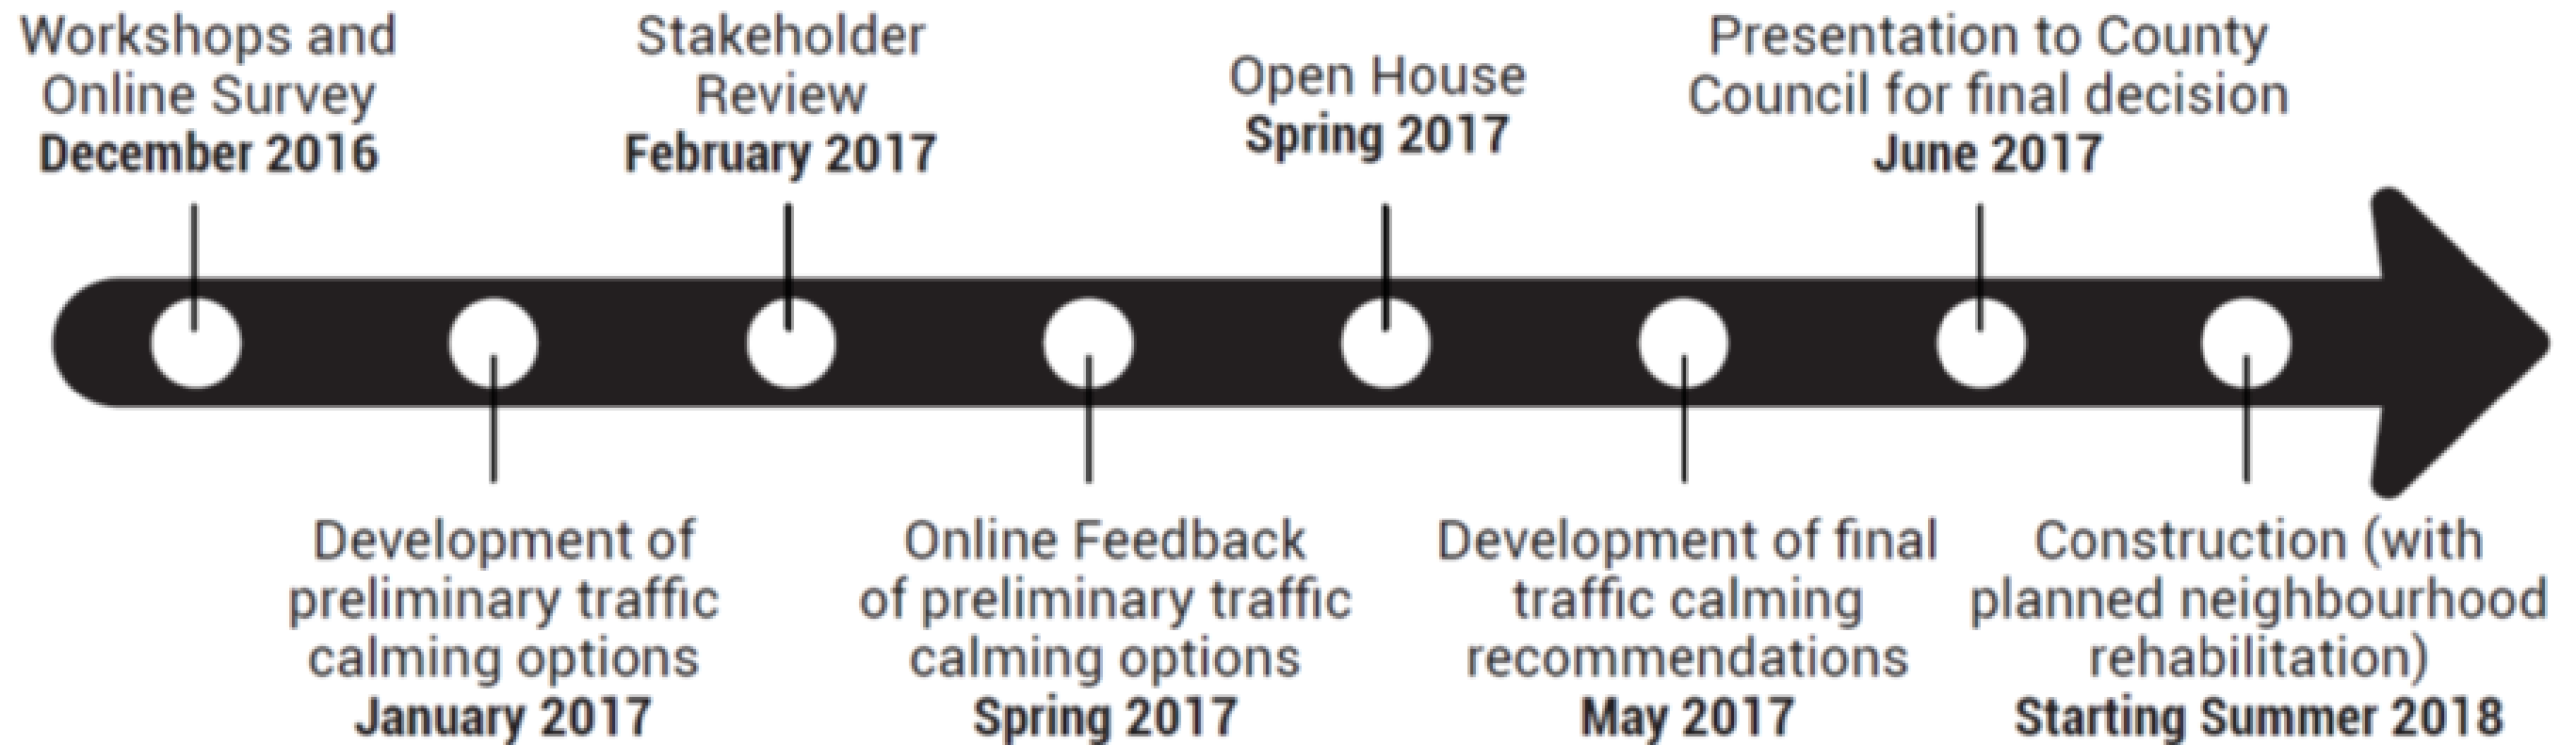 Workshops and
Online Survey
December 2016
Development of
preliminary traffic
calming options
January 2017
Stakeholder
Review
February 2017
Online Feedback
of preliminary traffic
calming options
Spring 2017
Open House
Spring 2017
Development of final
traffic calming
recommendations
May 2017
Presentation to County
Council for final decision
June 2017
Construction (with
planned neighbourhood
rehabilitation)
Starting Summer 2018